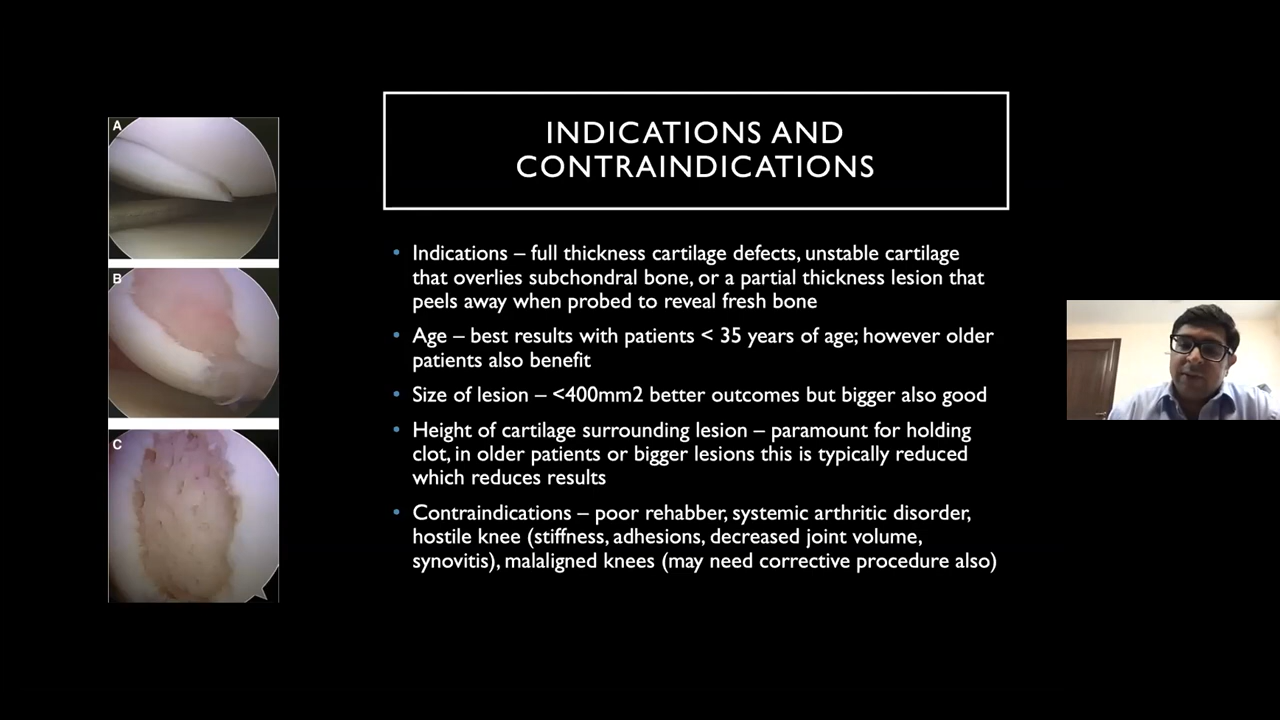 A
B
C
INDICATIONS AND
CONTRAINDICATIONS
• Indications – full thickness cartilage defects, unstable cartilage
that overlies subchondral bone, or a partial thickness lesion that
peels away when probed to reveal fresh bone
• Age – best results with patients < 35 years of age; however older
patients also benefit
• Size of lesion – <400mm2 better outcomes but bigger also good
• Height of cartilage surrounding lesion – paramount for holding
clot, in older patients or bigger lesions this is typically reduced
which reduces results
• Contraindications – poor rehabber, systemic arthritic disorder,
hostile knee (stiffness, adhesions, decreased joint volume,
synovitis), malaligned knees (may need corrective procedure also)